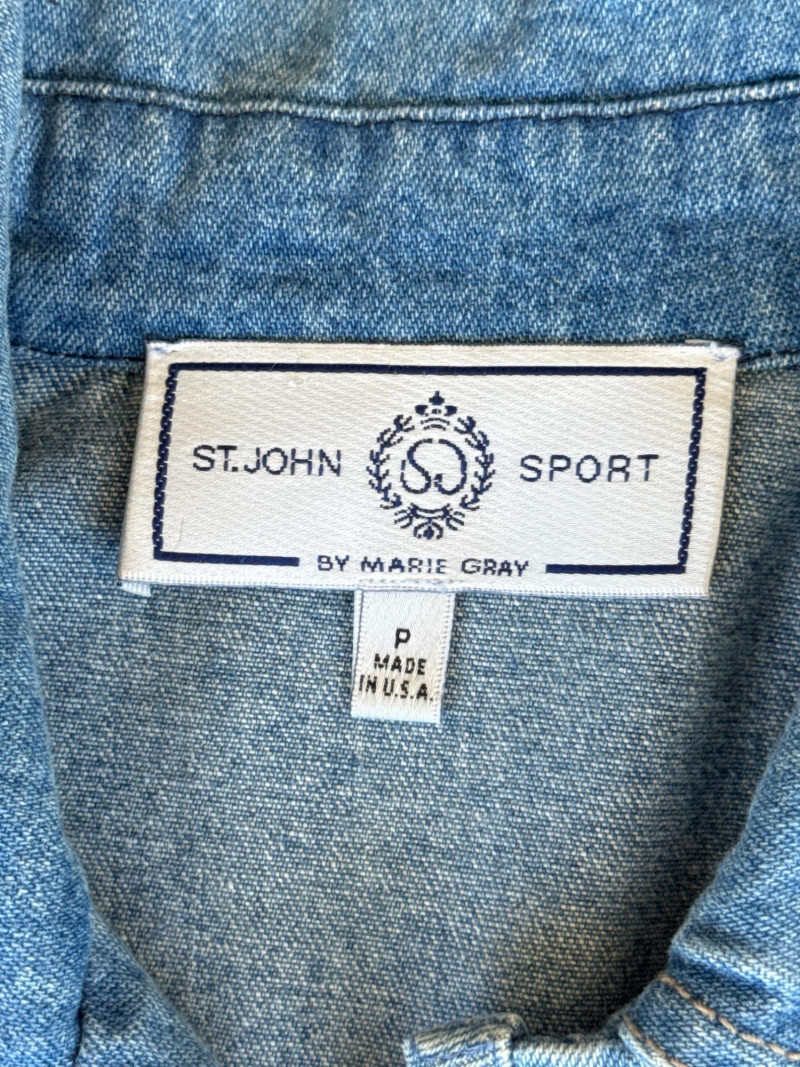 ST. JOHN SJ SPORT
BY MARIE GRAY
P
MADE
IN U.S.A.